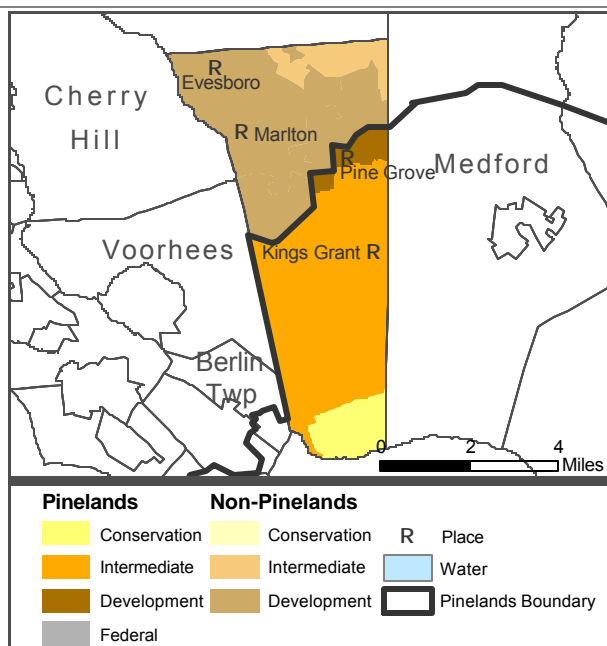 R
Evesboro
Cherry
Hill
R Marlton
R
Pine Grove
Medford
Voorhees
Kings Grant R
Berlin
Twp
0 2 4
Miles
Pinelands Non-Pinelands
Conservation Conservation R Place
Intermediate Intermediate Water
Development Development Pinelands Boundary
Federal